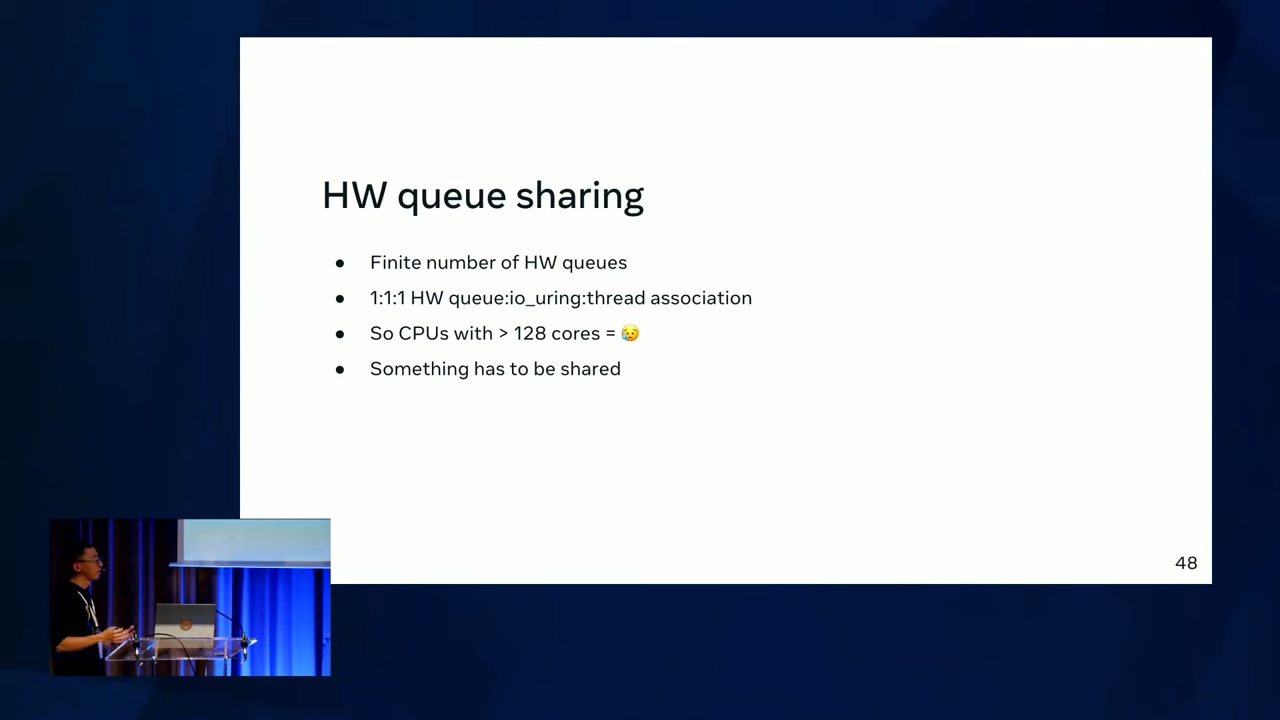 HW queue sharing
● Finite number of HW queues
● 1:1:1 HW queue:io_uring:thread association
● So CPUs with > 128 cores = 😥
● Something has to be shared
48